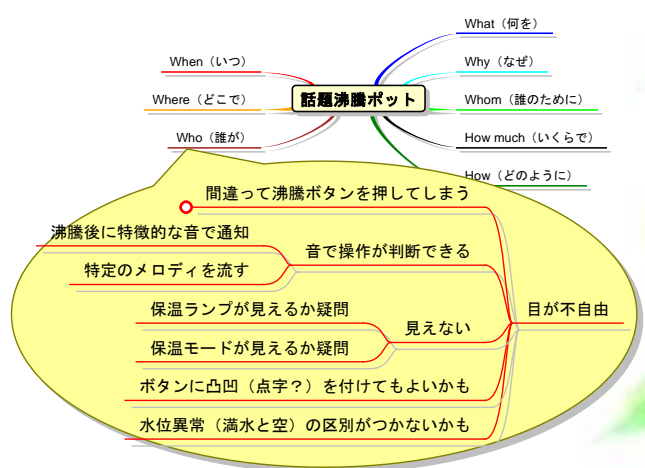 What（何を）
When（いつ）
Why（なぜ）
Where（どこで）
話題沸騰ポット
Whom（誰のために）
Who（誰が）
How much（いくらで）
How（どのように）
間違って沸騰ボタンを押してしまう
沸騰後に特徴的な音で通知
音で操作が判断できる
特定のメロディを流す
保温ランプが見えるか疑問
目が不自由
見えない
保温モードが見えるか疑問
ボタンに凸凹（点字？）を付けてもよいかも
水位異常（満水と空）の区別がつかないかも